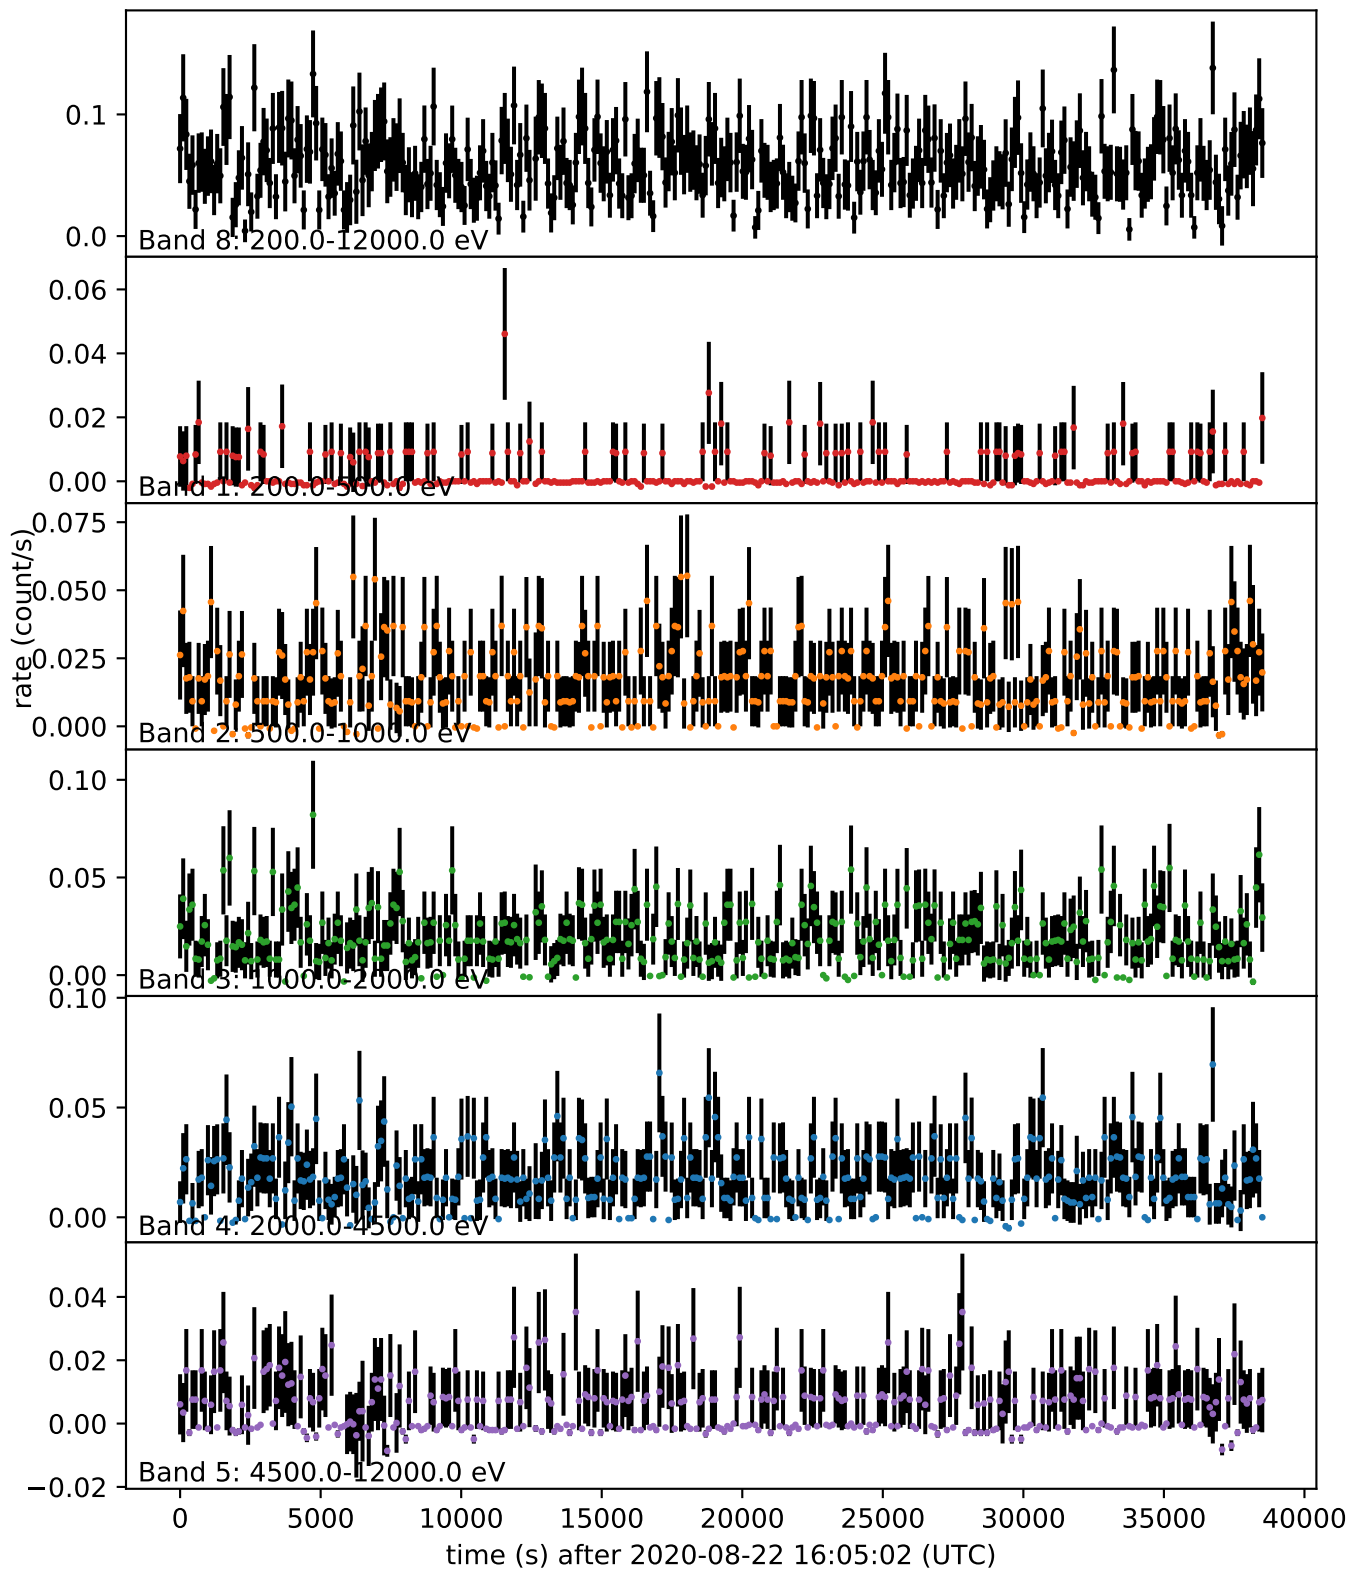 0.1
0.0
Band 8: 200.0-12000.0 eV
0.06
0.04
0.02
0.00
Band 1: 200.0-500.0 eV
rate (count/s)
0.075
0.050
0.025
0.000
Band 2: 500.0-1000.0 eV
0.10
0.05
0.00
Band 3: 1000.0-2000.0 eV
0.10
0.05
0.00
Band 4: 2000.0-4500.0 eV
0.04
0.02
0.00
−0.02
Band 5: 4500.0-12000.0 eV
0 5000 10000 15000 20000 25000 30000 35000 40000
time (s) after 2020-08-22 16:05:02 (UTC)